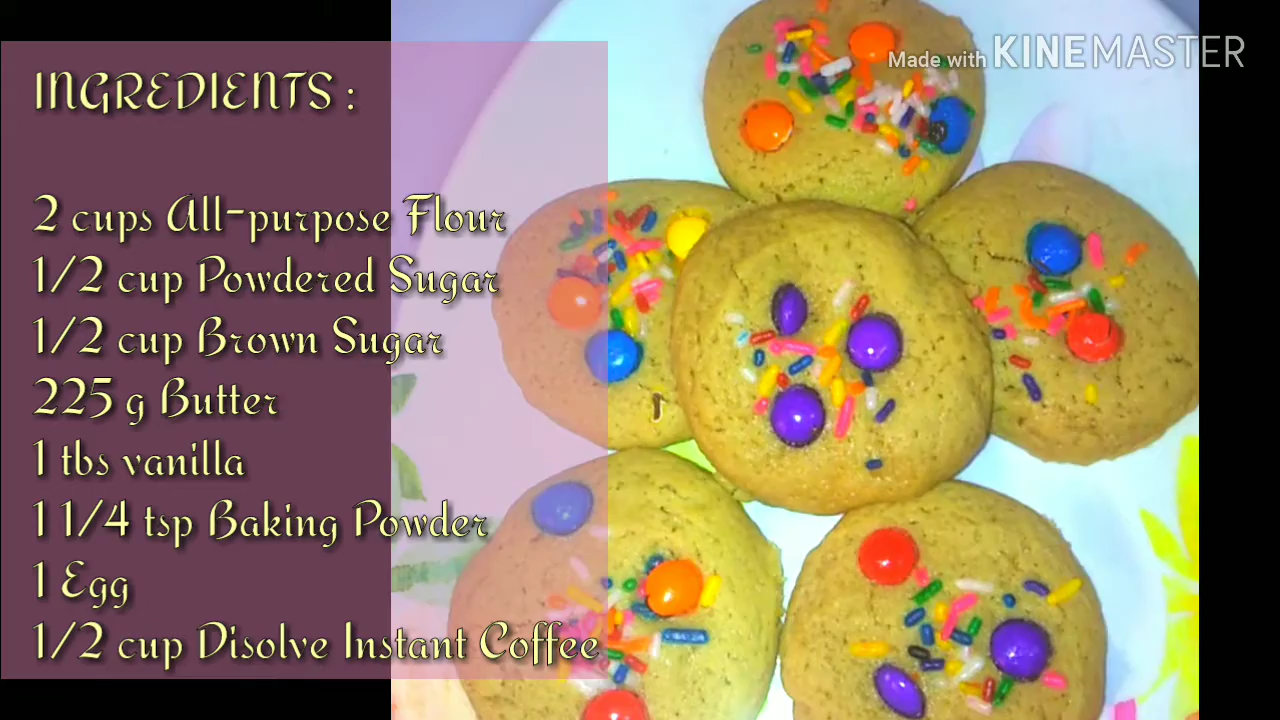 Made with KINEMASTER
INGREDIENTS :
2 cups All-purpose Flour
1/2 cup Powdered Sugar
1/2 cup Brown Sugar
225 g Butter
1 tbs vanilla
1 1/4 tsp Baking Powder
1 Egg
1/2 cup Disolve Instant Coffee